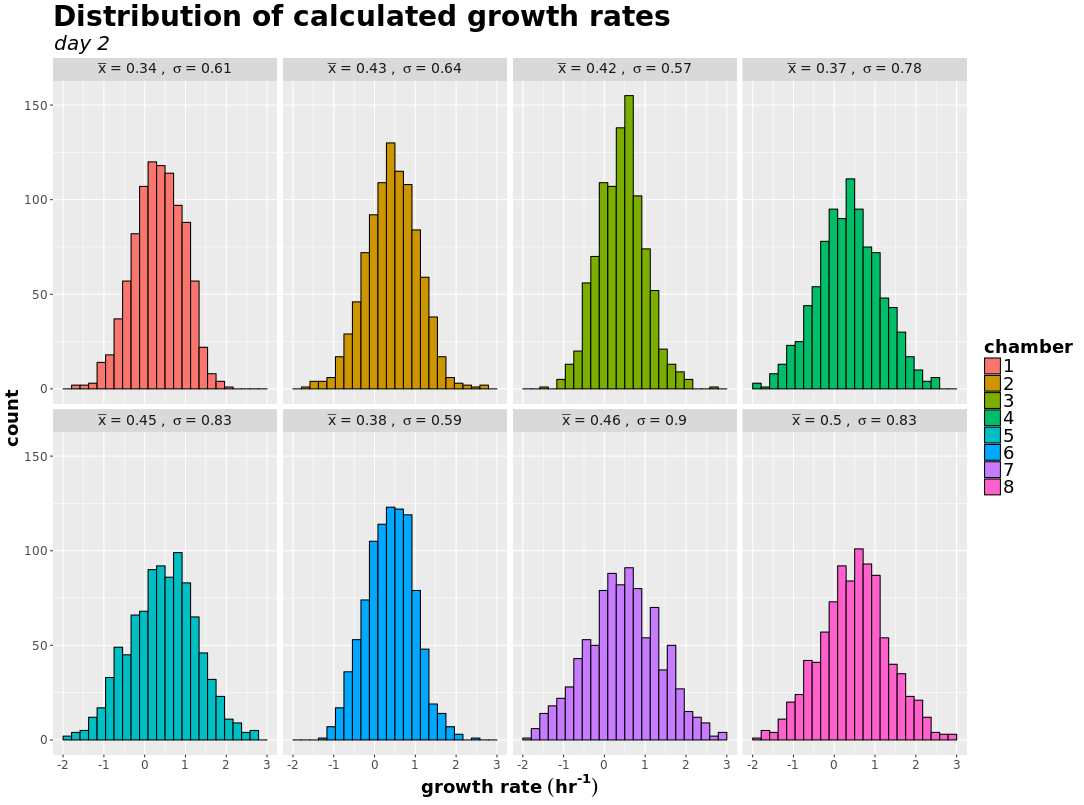 Distribution of calculated growth rates
day 2
x̅ = 0.34 , σ = 0.61
x̅ = 0.43 , σ = 0.64
x̅ = 0.42 , σ = 0.57
x̅ = 0.37 , σ = 0.78
150
100
50
0
x̅ = 0.45 , σ = 0.83
x̅ = 0.38 , σ = 0.59
x̅ = 0.46 , σ = 0.9
x̅ = 0.5 , σ = 0.83
150
100
50
0
-2 -1 0 1 2 3
-2 -1 0 1 2 3
-2 -1 0 1 2 3
-2 -1 0 1 2 3
count
growth rate (hr⁻¹)
chamber
1
2
3
4
5
6
7
8